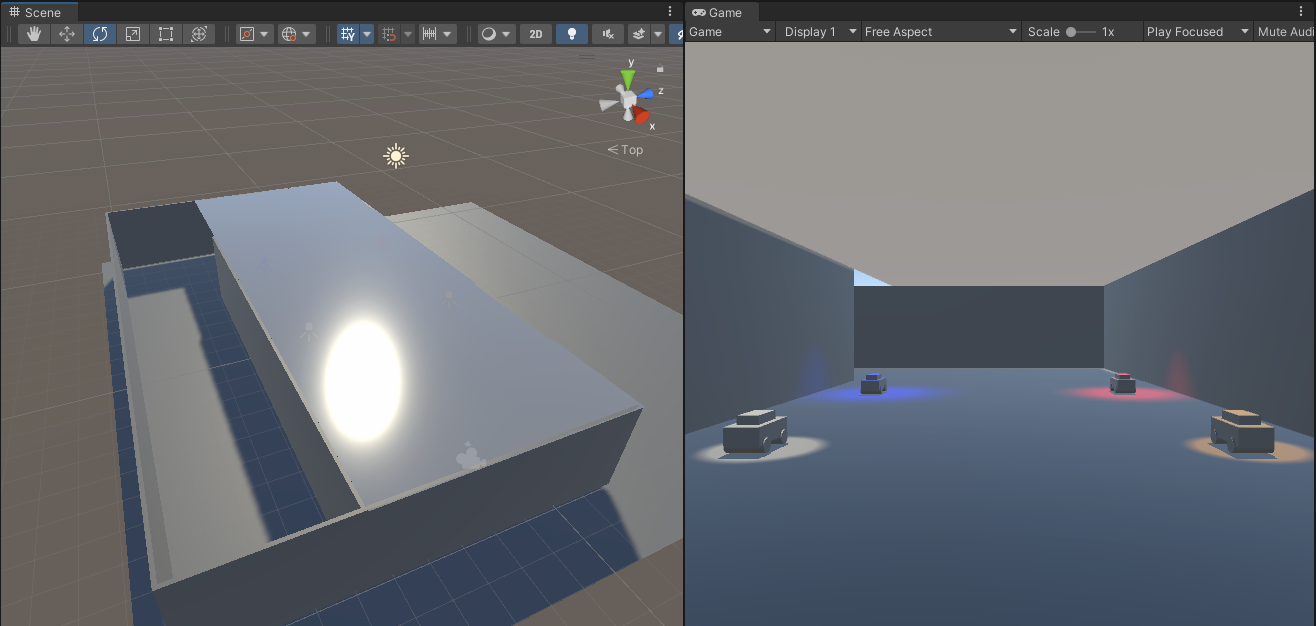 Scene
2D
y
z
x
Top
Game
Game
Display 1
Free Aspect
Scale
1x
Play Focused
Mute Audi